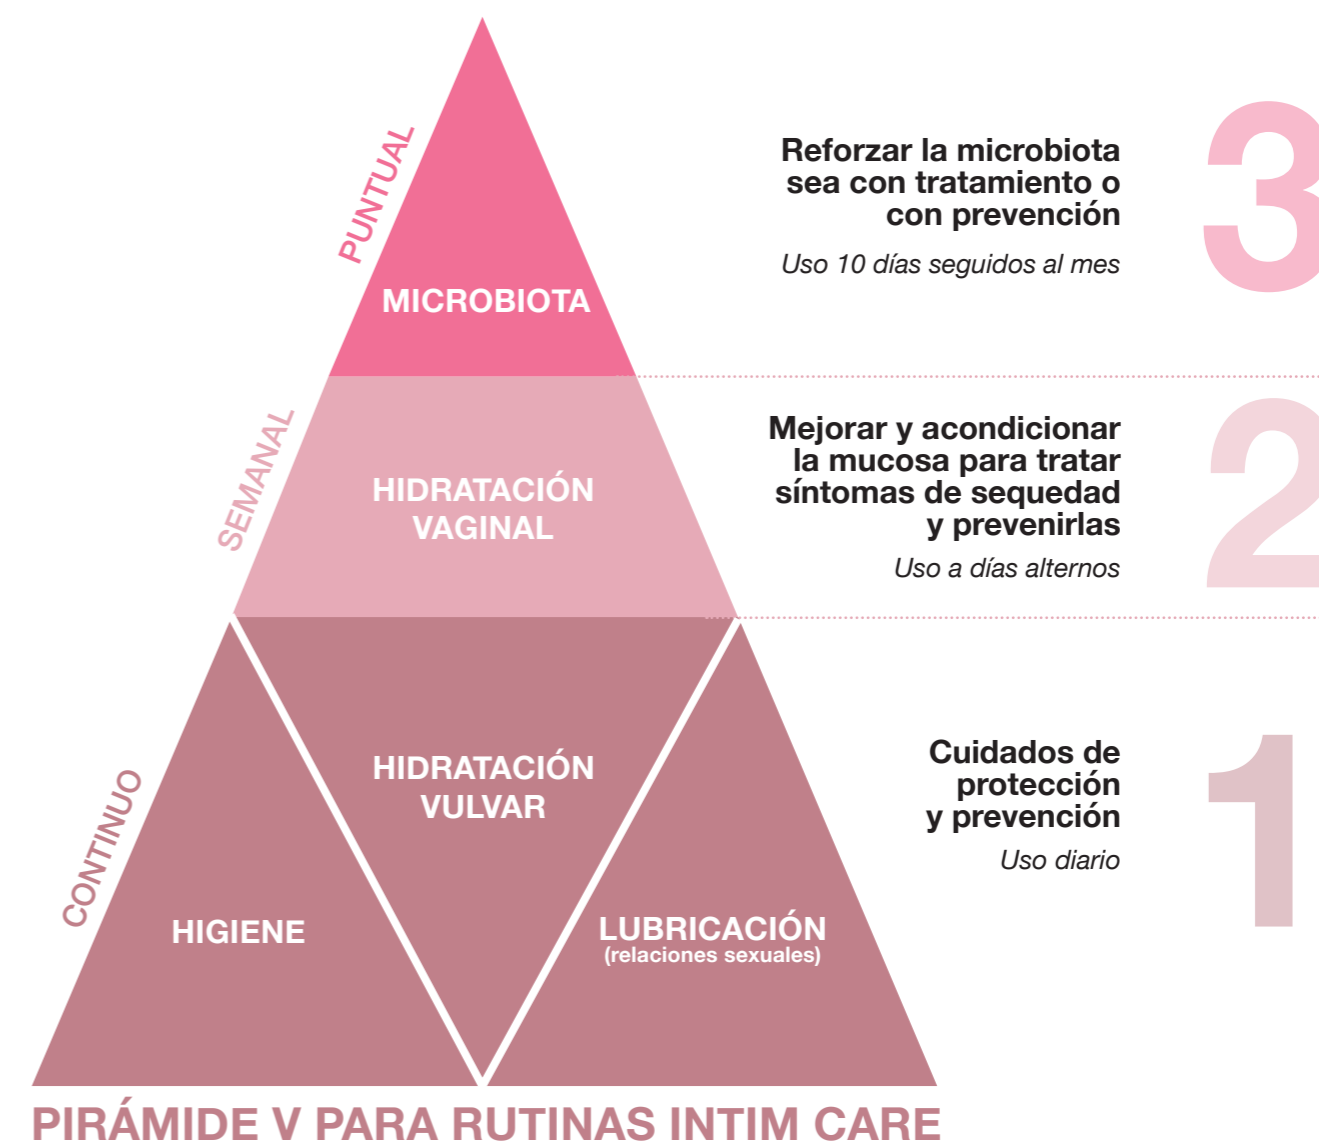 PUNTUAL
MICROBIOTA
Reforzar la microbiota
sea con tratamiento o
con prevención
Uso 10 días seguidos al mes
3
SEMANAL
HIDRATACIÓN
VAGINAL
Mejorar y acondicionar
la mucosa para tratar
síntomas de sequedad
y prevenirlas
Uso a días alternos
2
CONTINUO
HIGIENE
HIDRATACIÓN
VULVAR
LUBRICACIÓN
(relaciones sexuales)
Cuidados de
protección
y prevención
Uso diario
1
PIRÁMIDE V PARA RUTINAS INTIM CARE